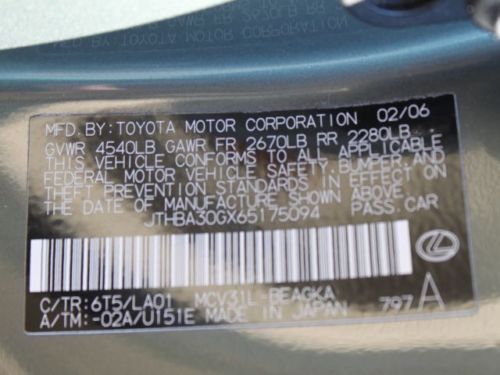 MFD. BY: TOYOTA MOTOR CORPORATION 02/06
GVWR 4540LB GAWR FR 2670LB RR 2280LB
THIS VEHICLE CONFORMS TO ALL APPLICABLE
FEDERAL MOTOR VEHICLE SAFETY, BUMPER, AND
THEFT PREVENTION STANDARDS IN EFFECT ON
THE DATE OF MANUFACTURE SHOWN ABOVE.
JTHBA30GX65175094 PASS. CAR
C/TR:6T5/LA01 MCV31L-BEAGKA
A/TM:-02A/U151E MADE IN JAPAN 797 A